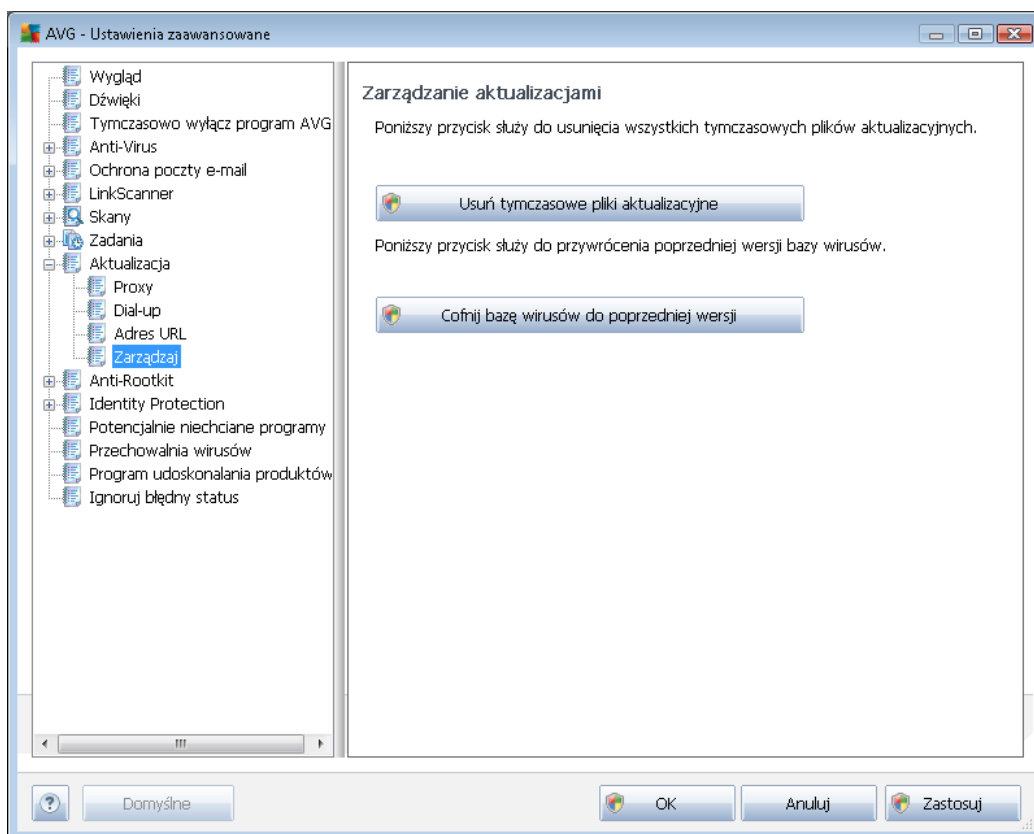 AVG - Ustawienia zaawansowane
Wygląd
Dźwięki
Tymczasowo wyłącz program AVG
Anti-Virus
Ochrona poczty e-mail
LinkScanner
Skany
Zadania
Aktualizacja
Proxy
Dial-up
Adres URL
Zarządzaj
Anti-Rootkit
Identity Protection
Potencjalnie niechciane programy
Przechowalnia wirusów
Program udoskonalania produktów
Ignoruj błędny status
Zarządzanie aktualizacjami
Poniższy przycisk służy do usunięcia wszystkich tymczasowych plików aktualizacyjnych.
Usuń tymczasowe pliki aktualizacyjne
Poniższy przycisk służy do przywrócenia poprzedniej wersji bazy wirusów.
Cofnij bazę wirusów do poprzedniej wersji
? Domyślne OK Anuluj Zastosuj